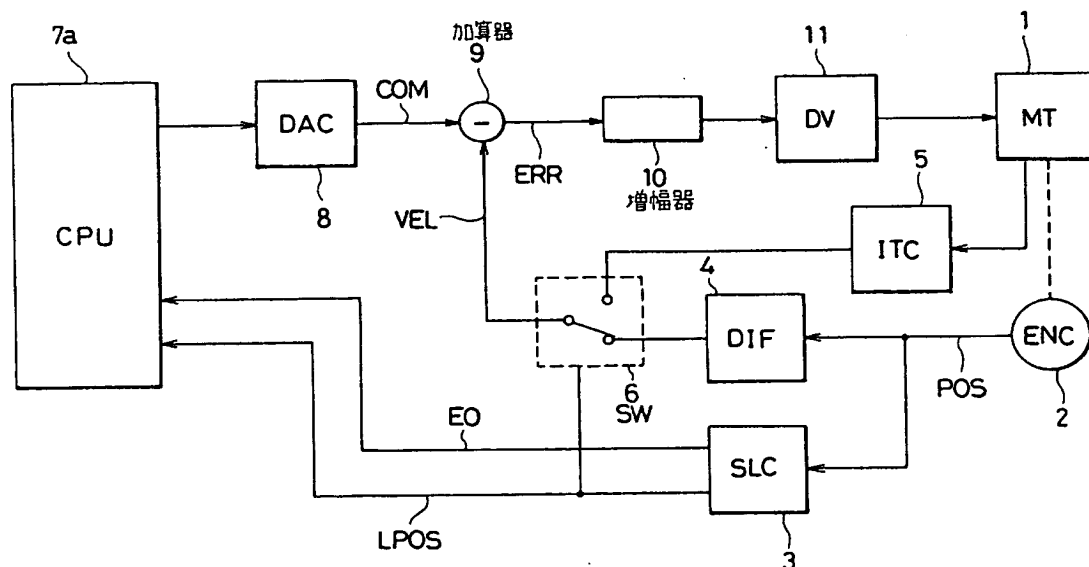 7a
加算器
9
11
1
COM
DAC
−
DV
MT
8
ERR
10
増幅器
5
CPU
VEL
ITC
4
DIF
ENC
POS
2
6
SW
EO
SLC
LPOS
3